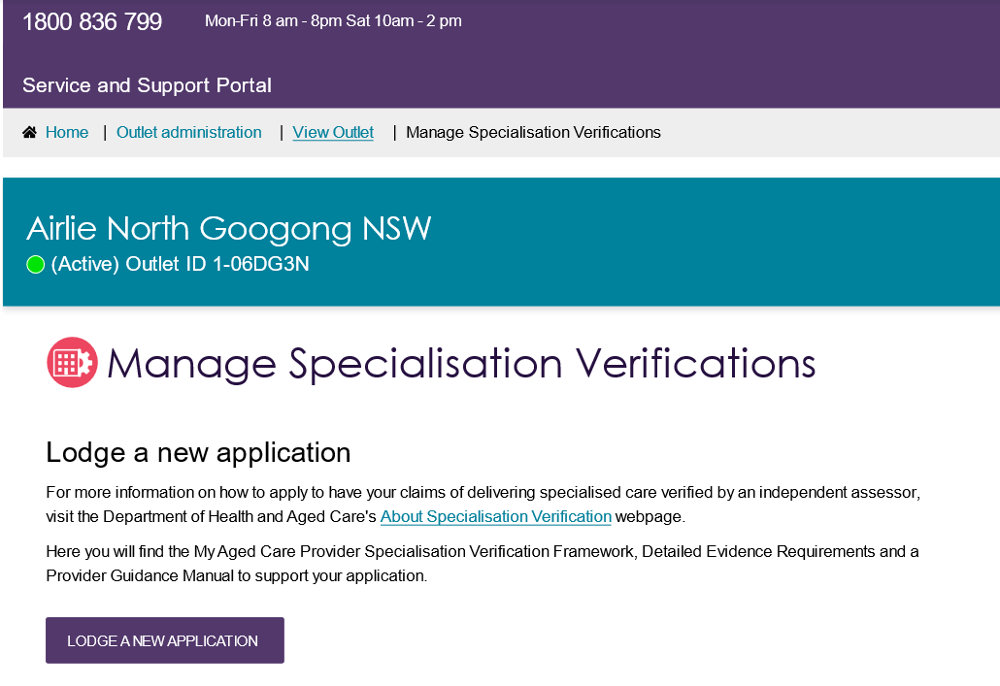 1800 836 799 Mon-Fri 8 am - 8pm Sat 10am - 2 pm
Service and Support Portal
Home | Outlet administration | View Outlet | Manage Specialisation Verifications
Airlie North Googong NSW
(Active) Outlet ID 1-06DG3N
Manage Specialisation Verifications
Lodge a new application
For more information on how to apply to have your claims of delivering specialised care verified by an independent assessor,
visit the Department of Health and Aged Care's About Specialisation Verification webpage.
Here you will find the My Aged Care Provider Specialisation Verification Framework, Detailed Evidence Requirements and a
Provider Guidance Manual to support your application.
LODGE A NEW APPLICATION